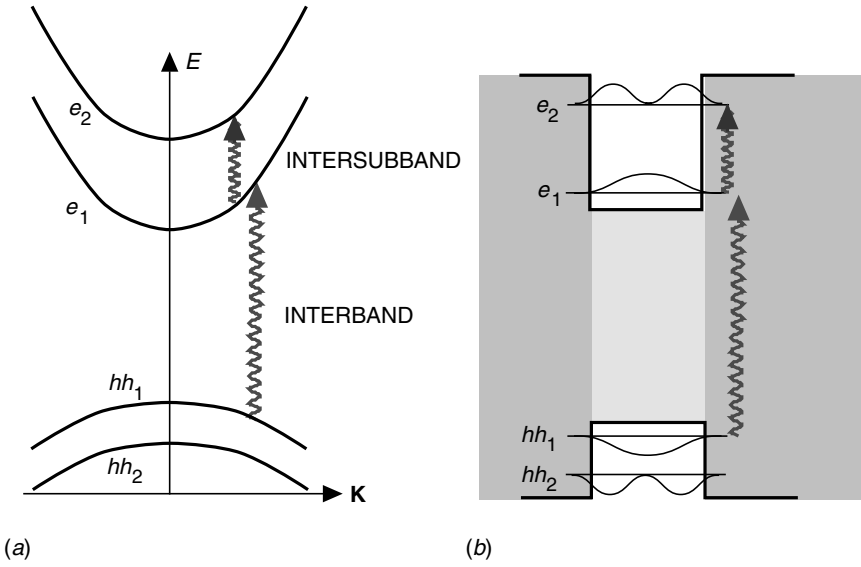 E
e2
INTERSUBBAND
e1
INTERBAND
hh1
hh2
K
(a)
e2
e1
hh1
hh2
(b)